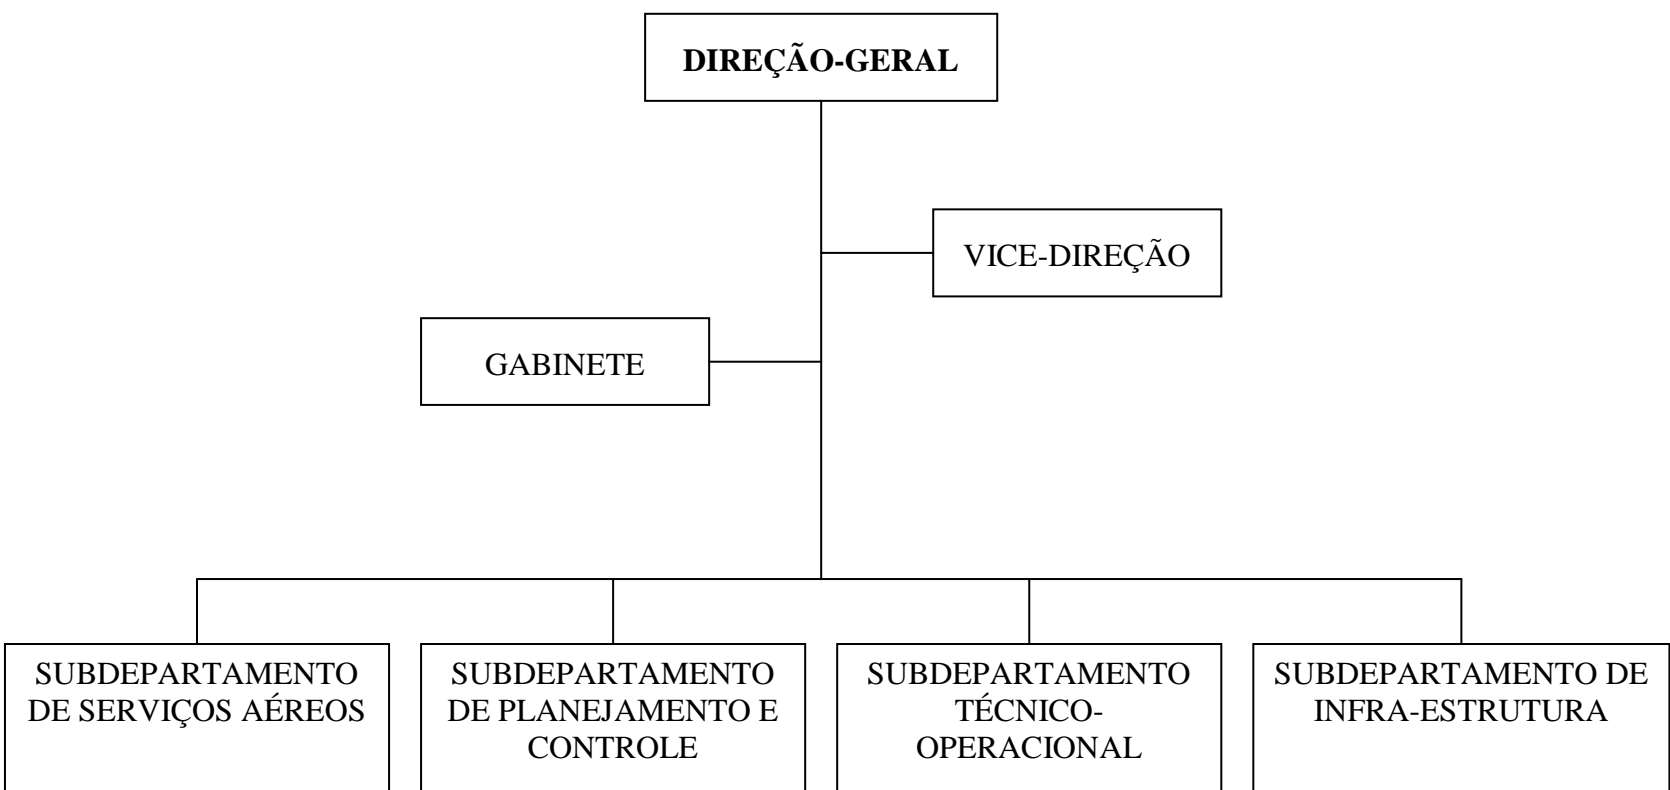 DIREÇÃO-GERAL
VICE-DIREÇÃO
GABINETE
SUBDEPARTAMENTO
DE SERVIÇOS AÉREOS
SUBDEPARTAMENTO
DE PLANEJAMENTO E
CONTROLE
SUBDEPARTAMENTO
TÉCNICO-
OPERACIONAL
SUBDEPARTAMENTO DE
INFRA-ESTRUTURA